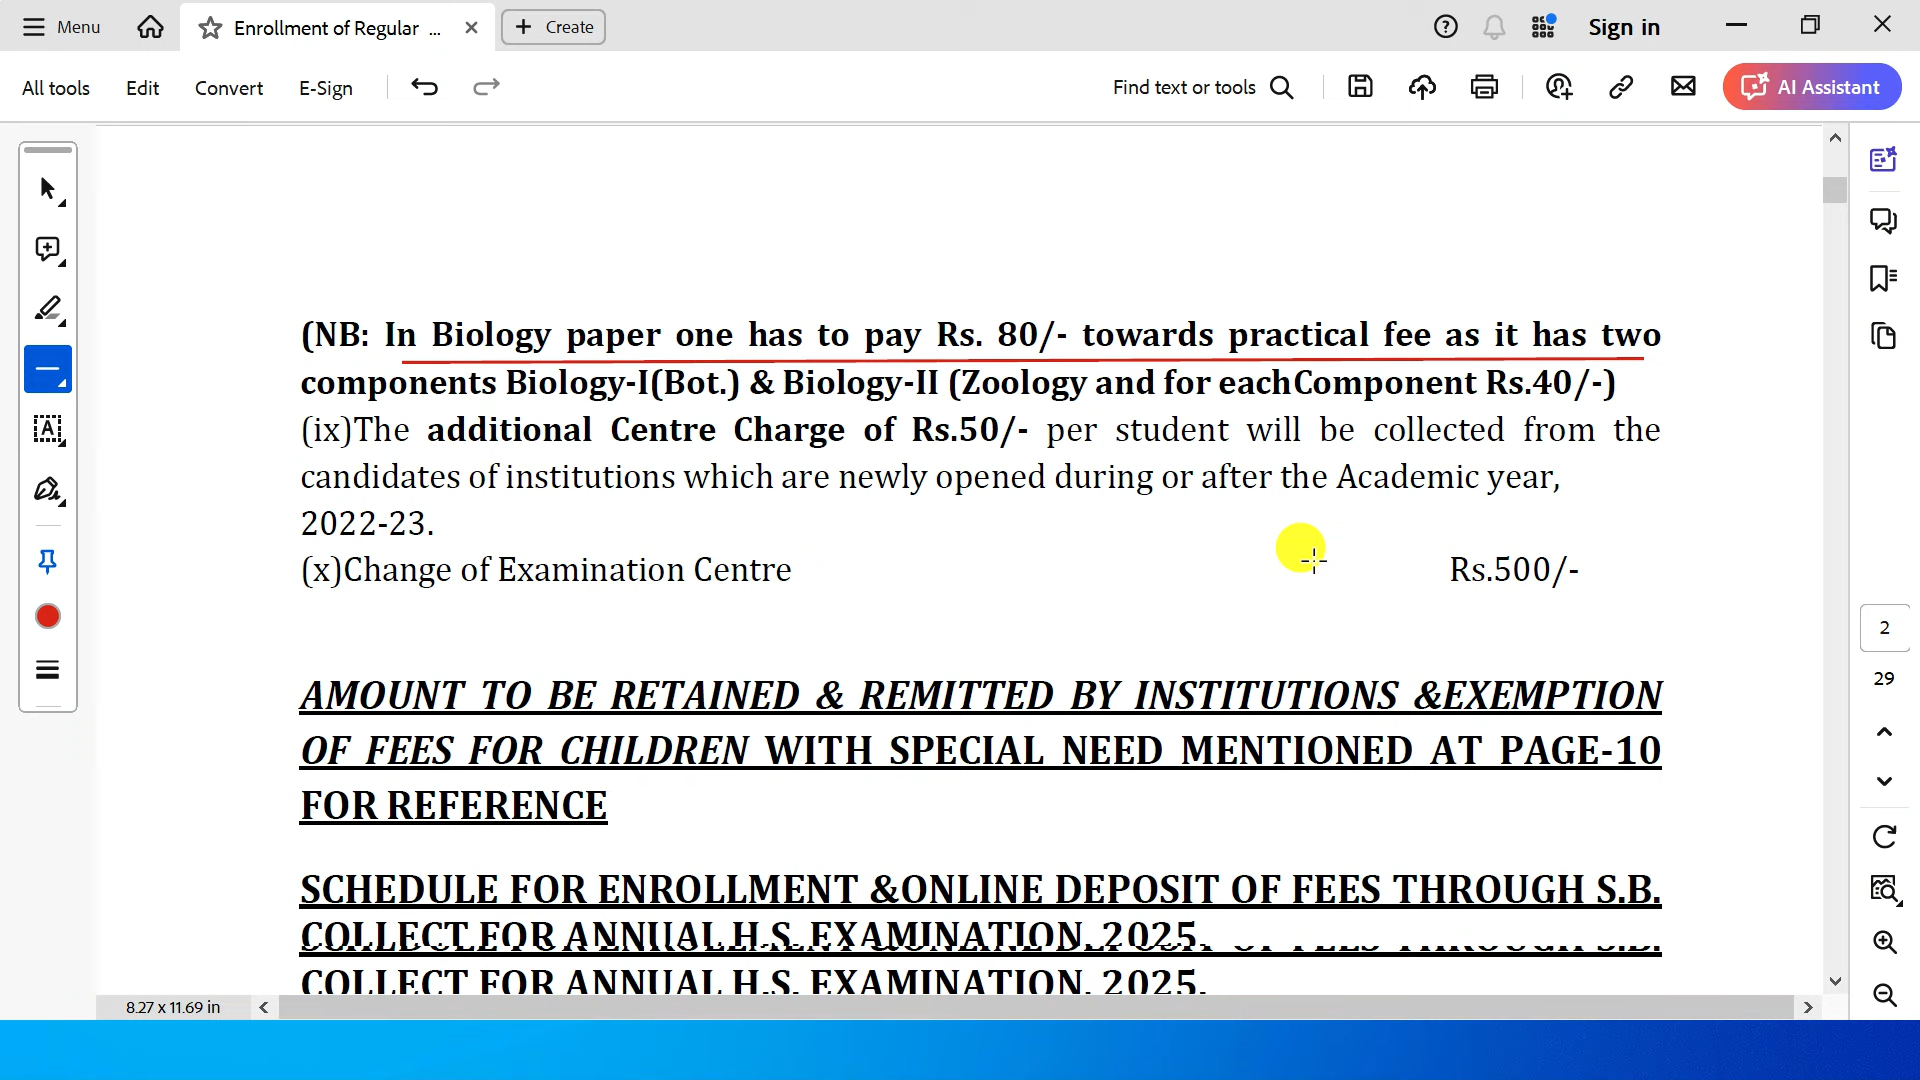 Menu
Enrollment of Regular ...
Create
Sign in
All tools
Edit
Convert
E-Sign
Find text or tools
AI Assistant
(NB: In Biology paper one has to pay Rs. 80/- towards practical fee as it has two
components Biology-I(Bot.) & Biology-II (Zoology and for eachComponent Rs.40/-)
(ix)The additional Centre Charge of Rs.50/- per student will be collected from the
candidates of institutions which are newly opened during or after the Academic year,
2022-23.
(x)Change of Examination Centre Rs.500/-
AMOUNT TO BE RETAINED & REMITTED BY INSTITUTIONS &EXEMPTION
OF FEES FOR CHILDREN WITH SPECIAL NEED MENTIONED AT PAGE-10
FOR REFERENCE
SCHEDULE FOR ENROLLMENT &ONLINE DEPOSIT OF FEES THROUGH S.B.
COLLECT FOR ANNUAL H.S. EXAMINATION, 2025.
COLLECT FOR ANNUAL H.S. EXAMINATION, 2025.
2
29
8.27 x 11.69 in